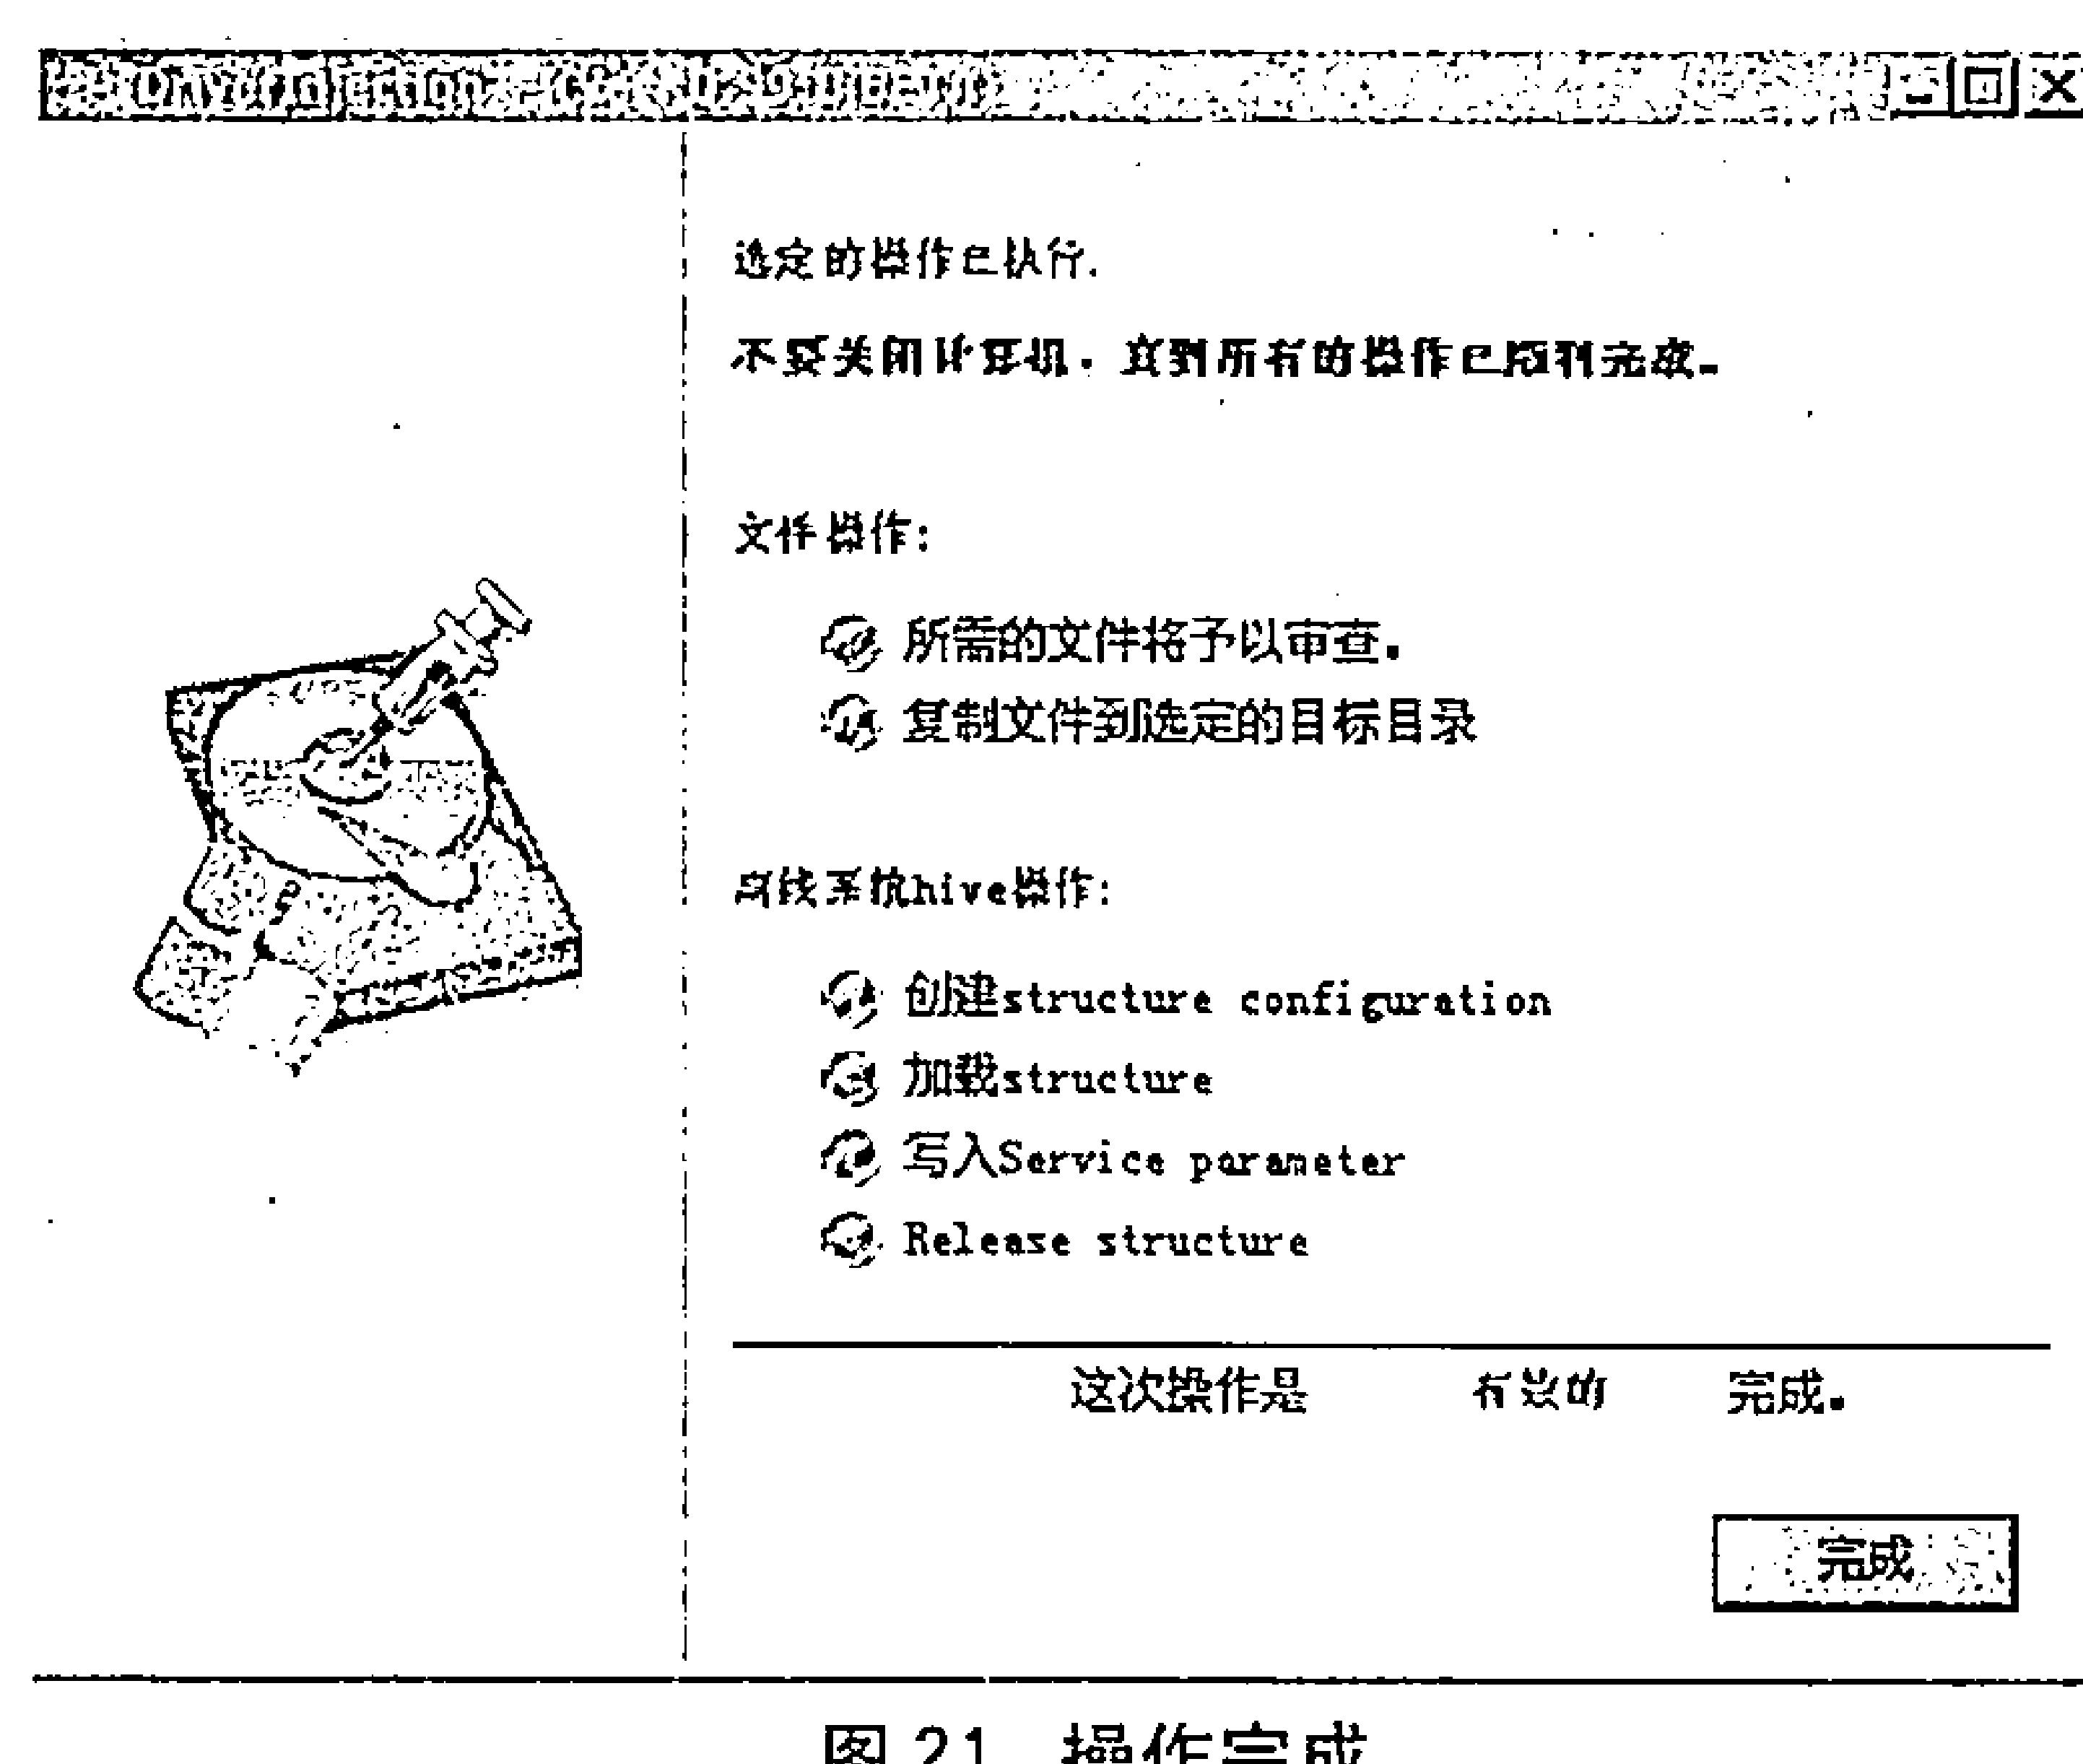 选定的操作已执行.
不要关闭计算机，直到所有的操作已顺利完成。
文件操作:
所需的文件将予以审查。
复制文件到选定的目标目录
离线系统hive操作:
创建structure configuration
加载structure
写入Service parameter
Release structure
这次操作是 有效的 完成。
完成
图 21 操作完成